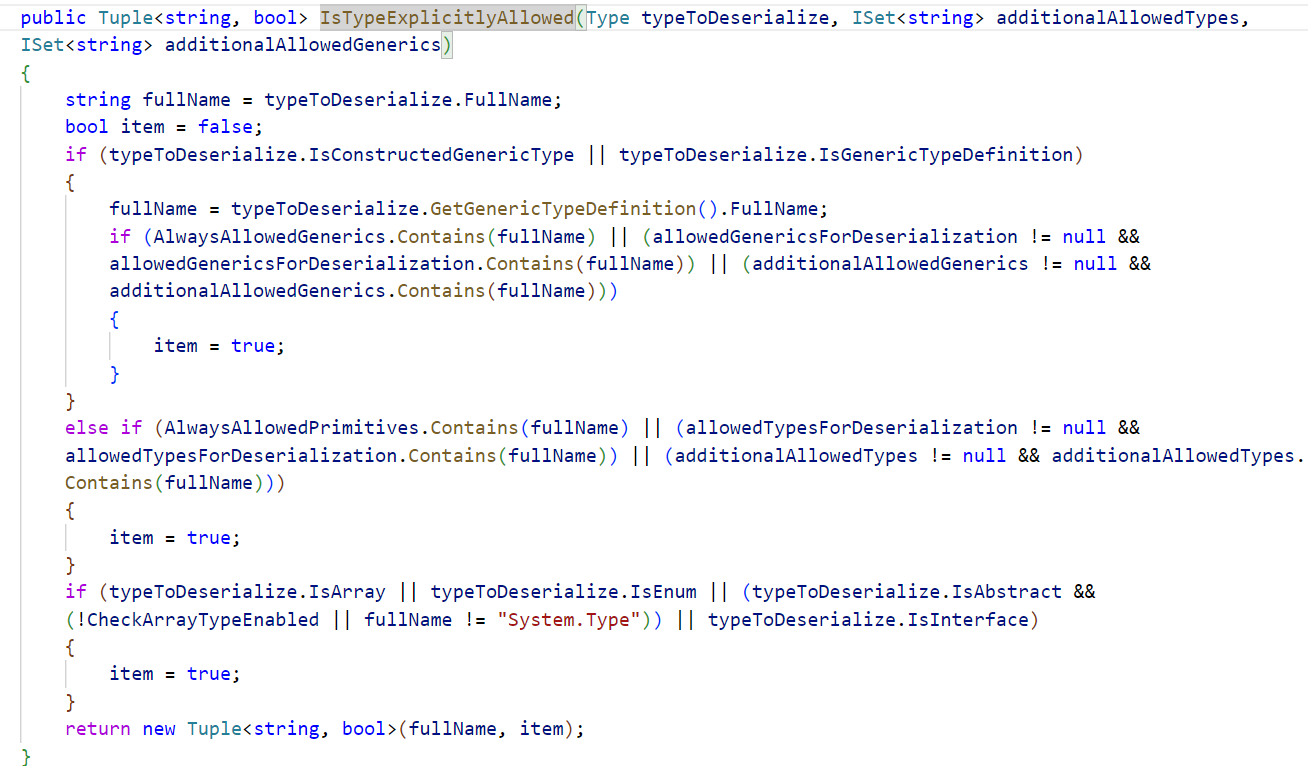 public Tuple<string, bool> IsTypeExplicitlyAllowed(Type typeToDeserialize, ISet<string> additionalAllowedTypes,
ISet<string> additionalAllowedGenerics)
{
    string fullName = typeToDeserialize.FullName;
    bool item = false;
    if (typeToDeserialize.IsConstructedGenericType || typeToDeserialize.IsGenericTypeDefinition)
    {
        fullName = typeToDeserialize.GetGenericTypeDefinition().FullName;
        if (AlwaysAllowedGenerics.Contains(fullName) || (allowedGenericsForDeserialization != null &&
        allowedGenericsForDeserialization.Contains(fullName)) || (additionalAllowedGenerics != null &&
        additionalAllowedGenerics.Contains(fullName)))
        {
            item = true;
        }
    }
    else if (AlwaysAllowedPrimitives.Contains(fullName) || (allowedTypesForDeserialization != null &&
    allowedTypesForDeserialization.Contains(fullName)) || (additionalAllowedTypes != null && additionalAllowedTypes.
    Contains(fullName)))
    {
        item = true;
    }
    if (typeToDeserialize.IsArray || typeToDeserialize.IsEnum || (typeToDeserialize.IsAbstract &&
    (!CheckArrayTypeEnabled || fullName != "System.Type")) || typeToDeserialize.IsInterface)
    {
        item = true;
    }
    return new Tuple<string, bool>(fullName, item);
}